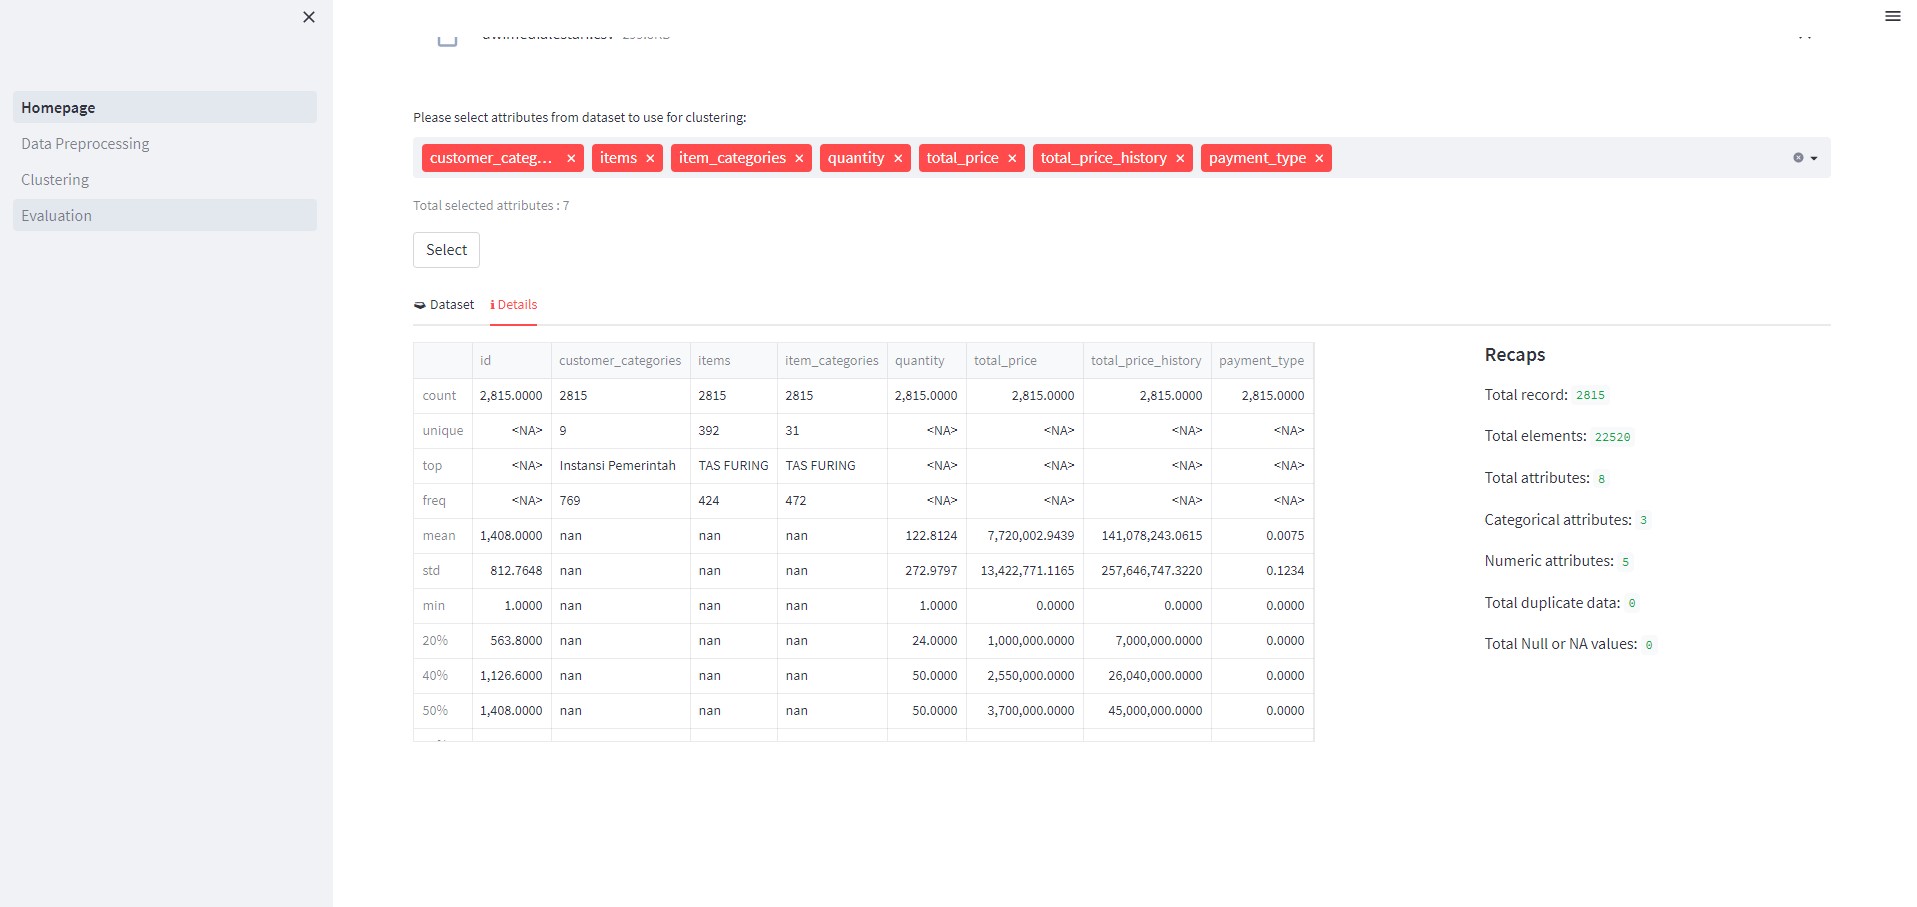 Homepage
Data Preprocessing
Clustering
Evaluation
Please select attributes from dataset to use for clustering:
customer_categ... × items × item_categories × quantity × total_price × total_price_history × payment_type ×
Total selected attributes : 7
Select
Dataset Details
id customer_categories items item_categories quantity total_price total_price_history payment_type
count 2,815.0000 2815 2815 2815 2,815.0000 2,815.0000 2,815.0000 2,815.0000
unique <NA> 9 392 31 <NA> <NA> <NA> <NA>
top <NA> Instansi Pemerintah TAS FURING TAS FURING <NA> <NA> <NA> <NA>
freq <NA> 769 424 472 <NA> <NA> <NA> <NA>
mean 1,408.0000 nan nan nan 122.8124 7,720,002.9439 141,078,243.0615 0.0075
std 812.7648 nan nan nan 272.9797 13,422,771.1165 257,646,747.3220 0.1234
min 1.0000 nan nan nan 1.0000 0.0000 0.0000 0.0000
20% 563.8000 nan nan nan 24.0000 1,000,000.0000 7,000,000.0000 0.0000
40% 1,126.6000 nan nan nan 50.0000 2,550,000.0000 26,040,000.0000 0.0000
50% 1,408.0000 nan nan nan 50.0000 3,700,000.0000 45,000,000.0000 0.0000
Recaps
Total record: 2815
Total elements: 22520
Total attributes: 8
Categorical attributes: 3
Numeric attributes: 5
Total duplicate data: 0
Total Null or NA values: 0